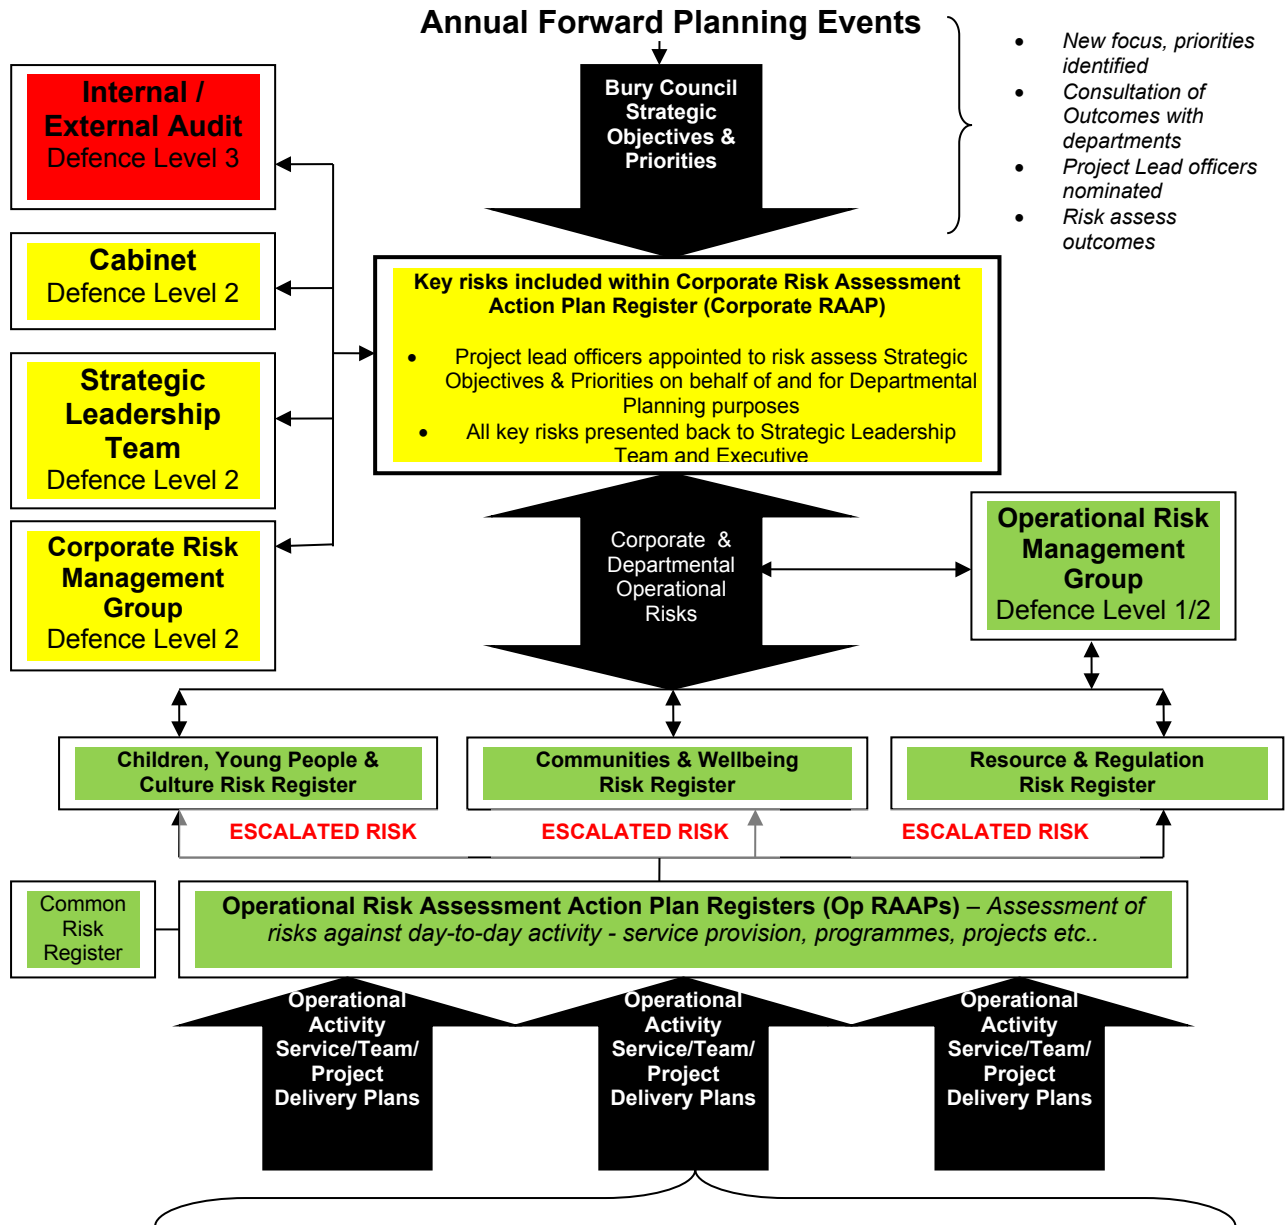 Annual Forward Planning Events
• New focus, priorities
identified
• Consultation of
Outcomes with
departments
• Project Lead officers
nominated
• Risk assess
outcomes
Bury Council
Strategic
Objectives &
Priorities
Internal /
External Audit
Defence Level 3
Cabinet
Defence Level 2
Strategic
Leadership
Team
Defence Level 2
Corporate Risk
Management
Group
Defence Level 2
Key risks included within Corporate Risk Assessment
Action Plan Register (Corporate RAAP)
• Project lead officers appointed to risk assess Strategic
Objectives & Priorities on behalf of and for Departmental
Planning purposes
• All key risks presented back to Strategic Leadership
Team and Executive
Corporate &
Departmental
Operational
Risks
Operational Risk
Management
Group
Defence Level 1/2
Children, Young People &
Culture Risk Register
Communities & Wellbeing
Risk Register
Resource & Regulation
Risk Register
ESCALATED RISK
ESCALATED RISK
ESCALATED RISK
Common
Risk
Register
Operational Risk Assessment Action Plan Registers (Op RAAPs) – Assessment of
risks against day-to-day activity - service provision, programmes, projects etc..
Operational
Activity
Service/Team/
Project
Delivery Plans
Operational
Activity
Service/Team/
Project
Delivery Plans
Operational
Activity
Service/Team/
Project
Delivery Plans